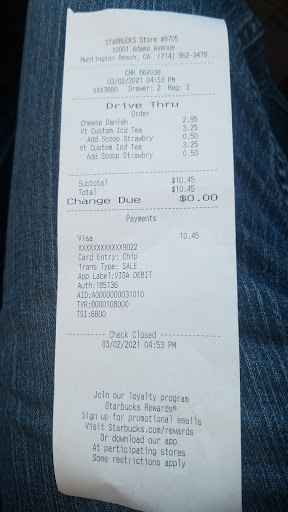 STARBUCKS Store #8705
10001 Adams Avenue
Huntington Beach, CA (714) 962-3478
CHK 662038
03/02/2021 04:53 PM
XXX3880 Drawer: 2 Reg: 2
Drive Thru
Order
Cheese Danish 2.95
Vt Custom Icd Tea 3.25
Add Scoop Strawbry 0.50
Vt Custom Icd Tea 3.25
Add Scoop Strawbry 0.50
Subtotal $10.45
Total $10.45
Change Due $0.00
Payments
Visa 10.45
XXXXXXXXXXXX9022
Card Entry: Chip
Trans Type: SALE
App Label:VISA DEBIT
Auth:185136
AID:A0000000031010
TVR:8000108000
TSI:6800
Check Closed
03/02/2021 04:53 PM
Join our loyalty program
Starbucks Rewards®
Sign up for promotional emails
Visit Starbucks.com/rewards
Or download our app
At participating stores
Some restrictions apply